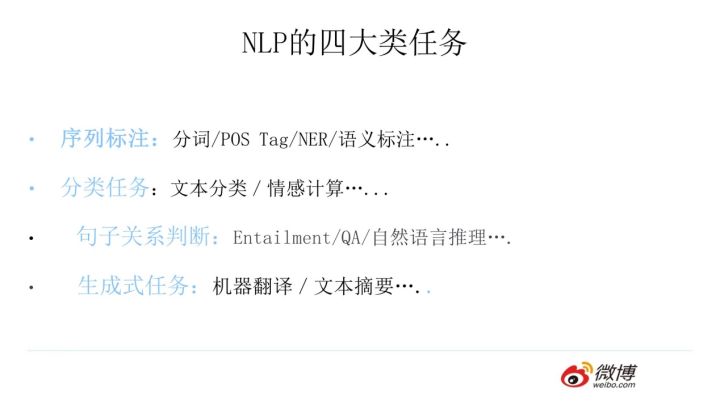 NLP的四大类任务
• 序列标注：分词/POS Tag/NER/语义标注…..
• 分类任务：文本分类/情感计算…...
• 句子关系判断：Entailment/QA/自然语言推理….
• 生成式任务：机器翻译/文本摘要…..
微博
weibo.com